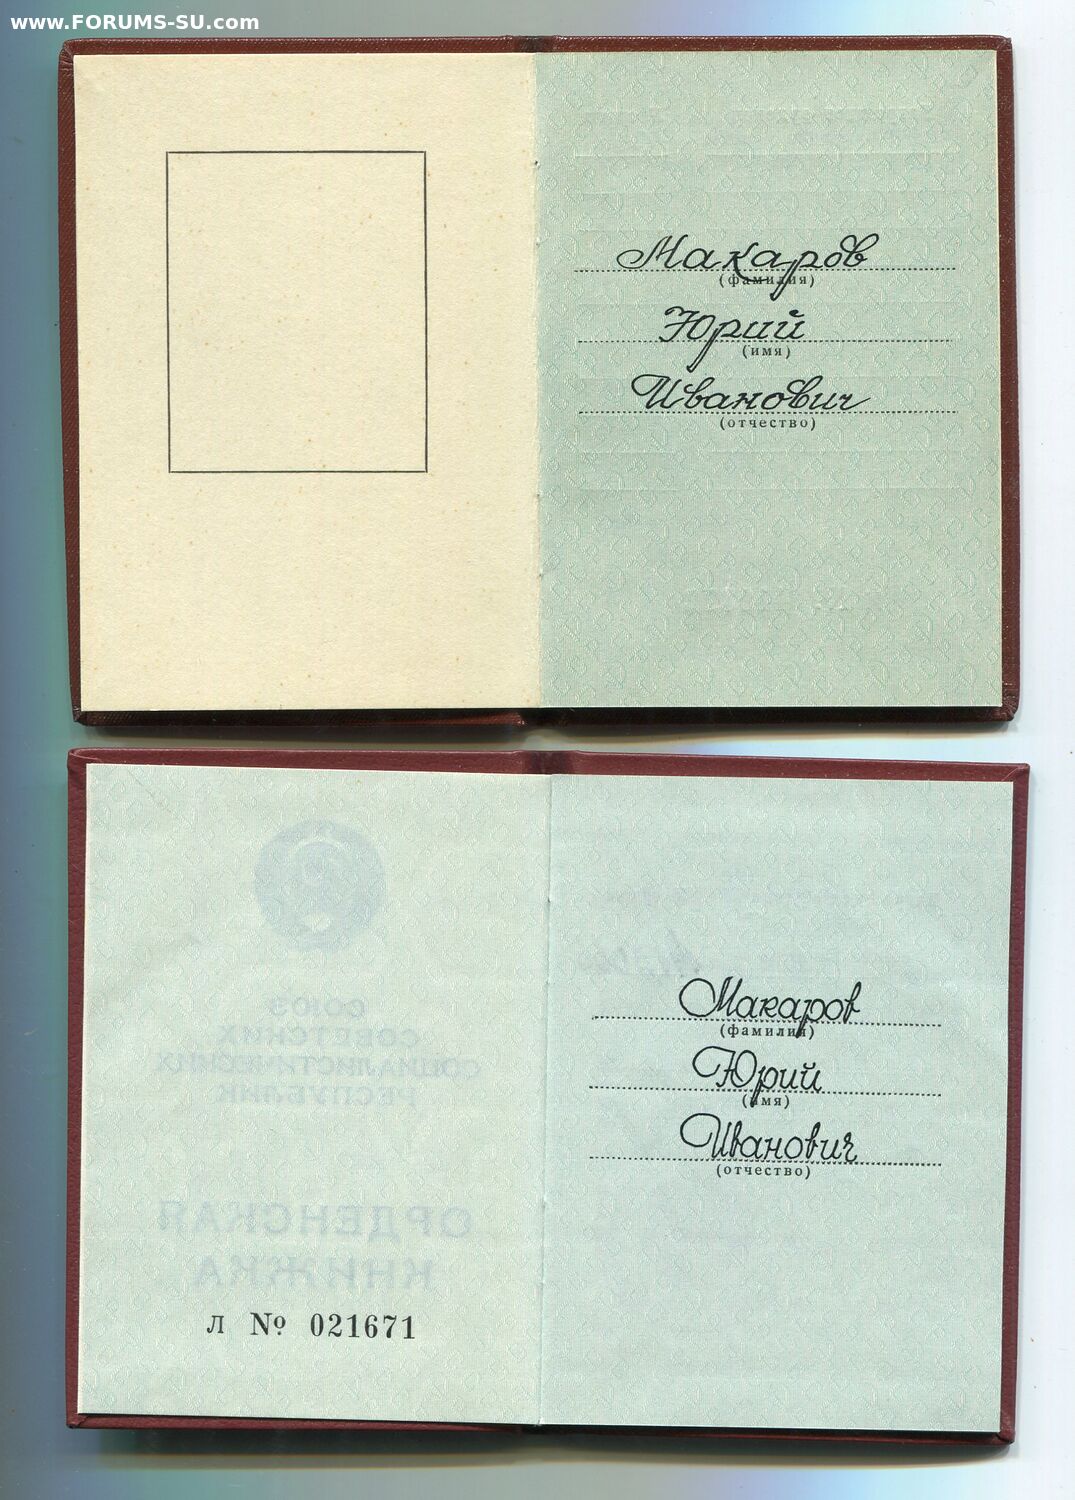 www.FORUMS-SU.com
Макаров
(фамилия)
Юрий
(имя)
Иванович
(отчество)
СОЮЗ
СОВЕТСКИХ
СОЦИАЛИСТИЧЕСКИХ
РЕСПУБЛИК
ОРДЕНСКАЯ
КНИЖКА
Л № 021671
Макаров
(фамилия)
Юрий
(имя)
Иванович
(отчество)